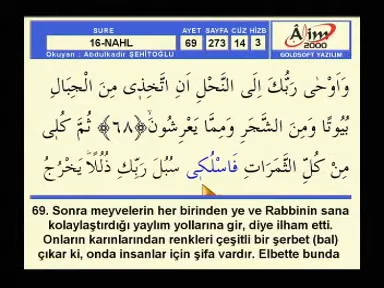 SURE
AYET SAYFA CÜZ HİZB
16-NAHL
69 273 14 3
Okuyan : Abdulkadir ŞEHİTOĞLU
Âlim
2000
GOLDSOFT YAZILIM
وَاَوْحٰى رَبُّكَ اِلَى النَّحْلِ اَنِ اتَّخِذٖى مِنَ الْجِبَالِ
بُيُوتًا وَمِنَ الشَّجَرِ وَمِمَّا يَعْرِشُونَۙ ﴿٦٨﴾ ثُمَّ كُلٖى
مِنْ كُلِّ الثَّمَرَاتِ فَاسْلُكٖى سُبُلَ رَبِّكِ ذُلُلًاۜ يَخْرُجُ
69. Sonra meyvelerin her birinden ye ve Rabbinin sana
kolaylaştırdığı yaylım yollarına gir, diye ilham etti.
Onların karınlarından renkleri çeşitli bir şerbet (bal)
çıkar ki, onda insanlar için şifa vardır. Elbette bunda